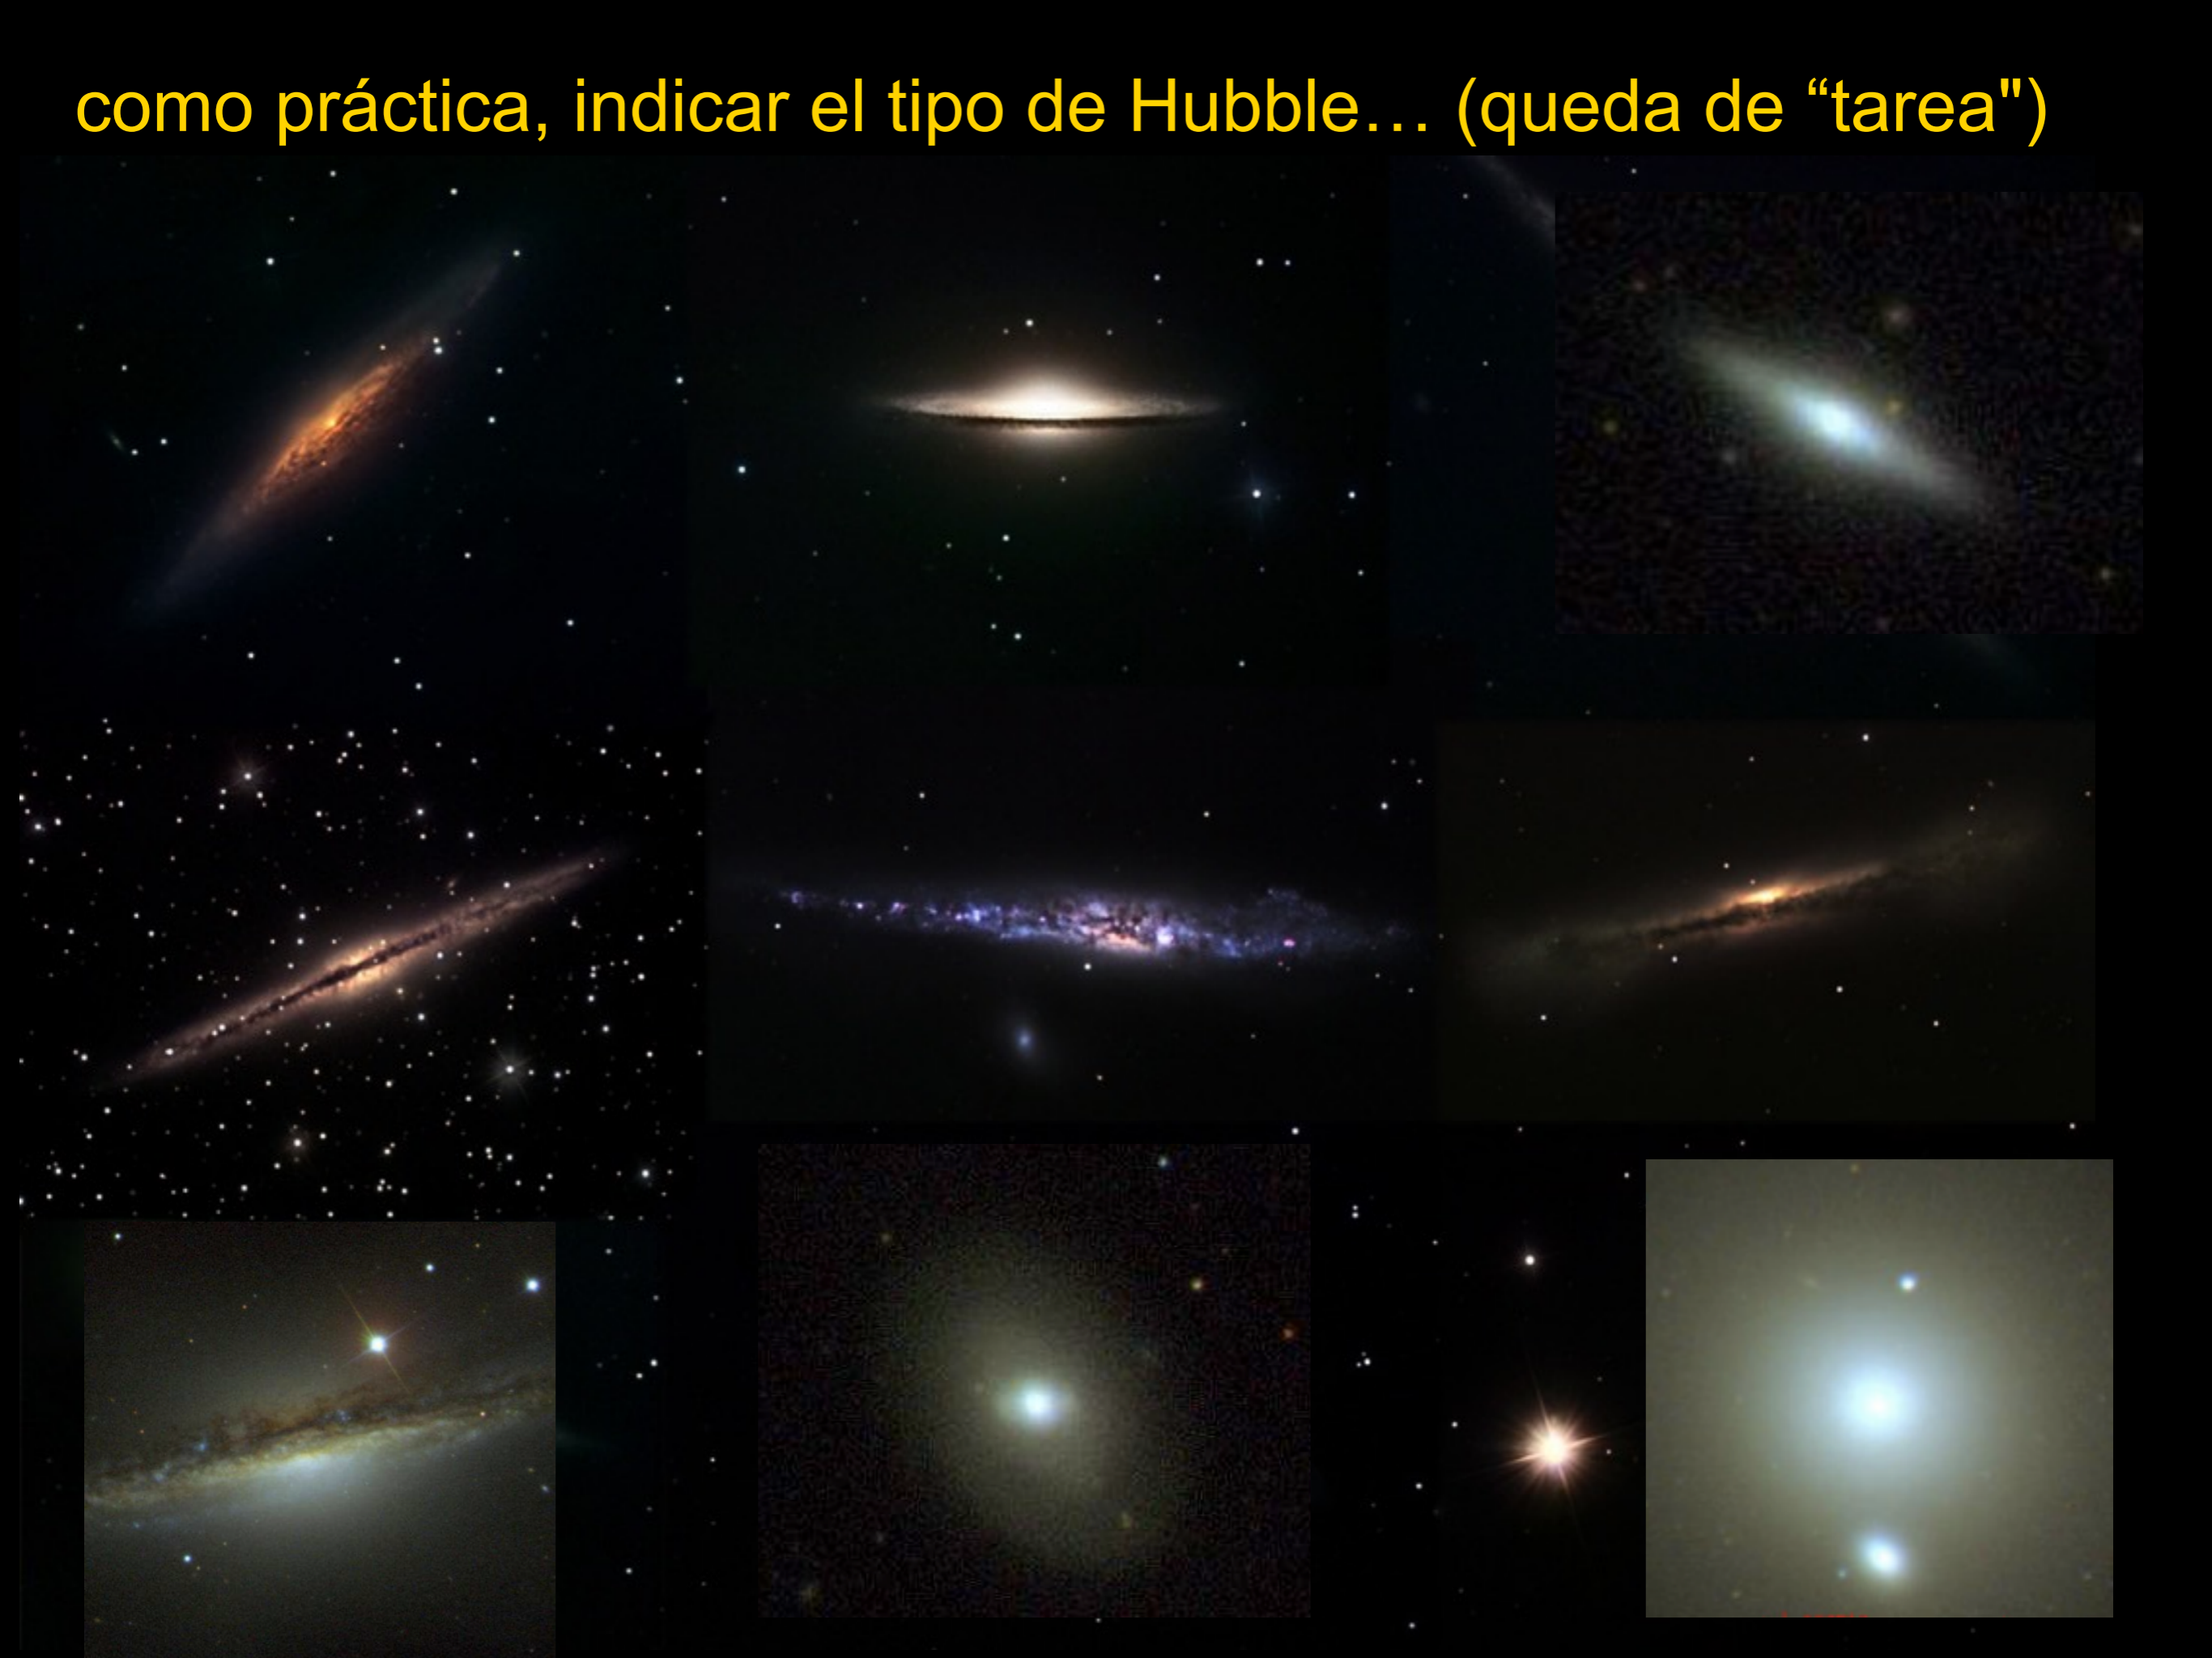 como práctica, indicar el tipo de Hubble… (queda de “tarea")